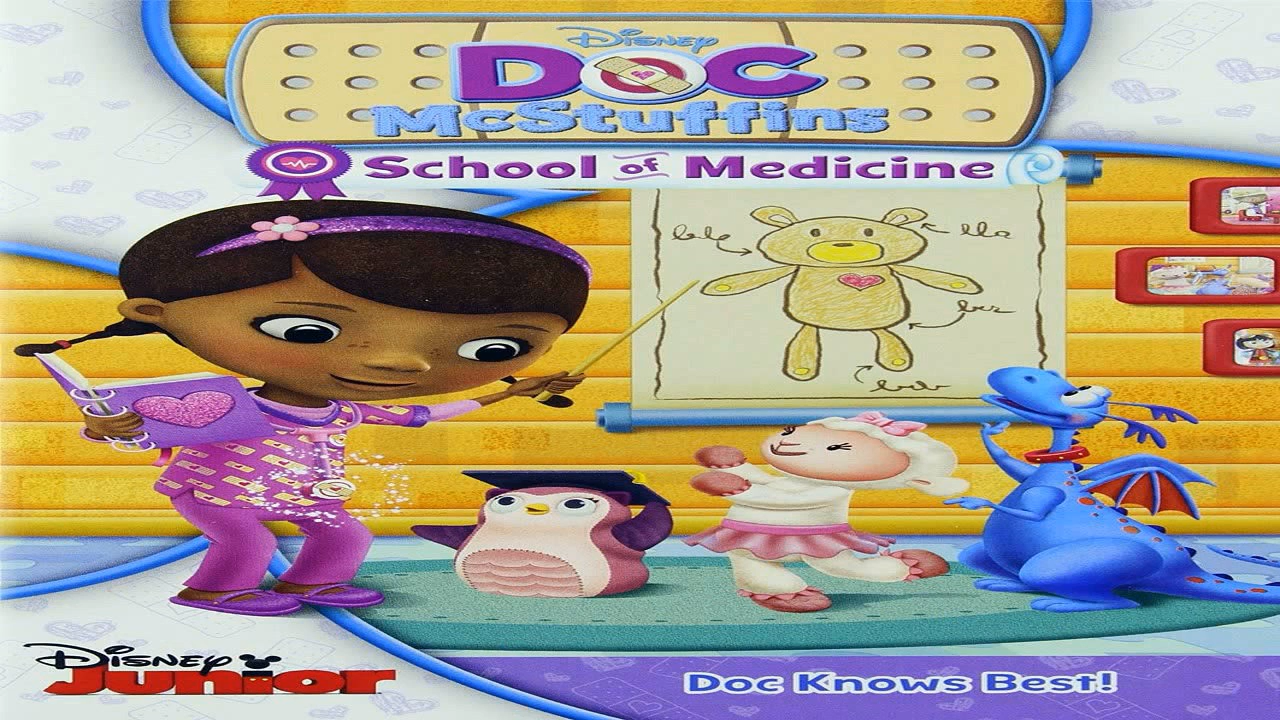 Disney
Doc
McStuffins
School of Medicine
Disney
Junior
Doc Knows Best!